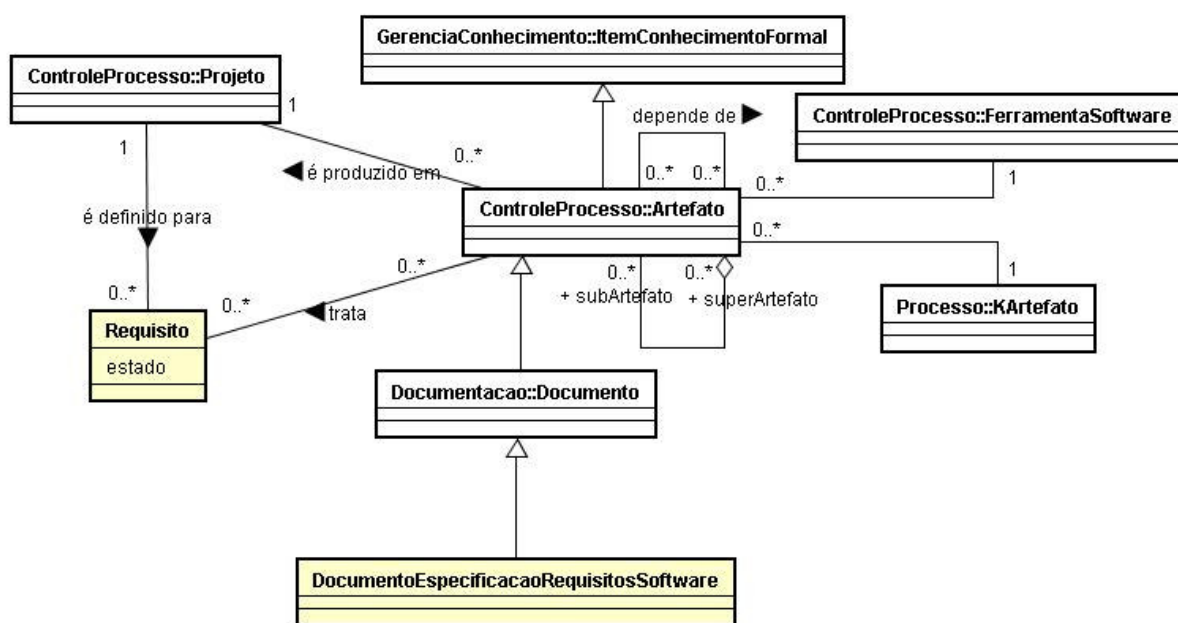 GerenciaConhecimento::ItemConhecimentoFormal
ControleProcesso::Projeto
1
1
depende de
ControleProcesso::FerramentaSoftware
0..*
é produzido em
0..*
0..*
0..*
1
ControleProcesso::Artefato
0..*
é definido para
0..*
0..*
0..*
1
+ subArtefato
+ superArtefato
0..*
0..*
trata
Processo::KArtefato
Requisito
estado
Documentacao::Documento
DocumentoEspecificacaoRequisitosSoftware